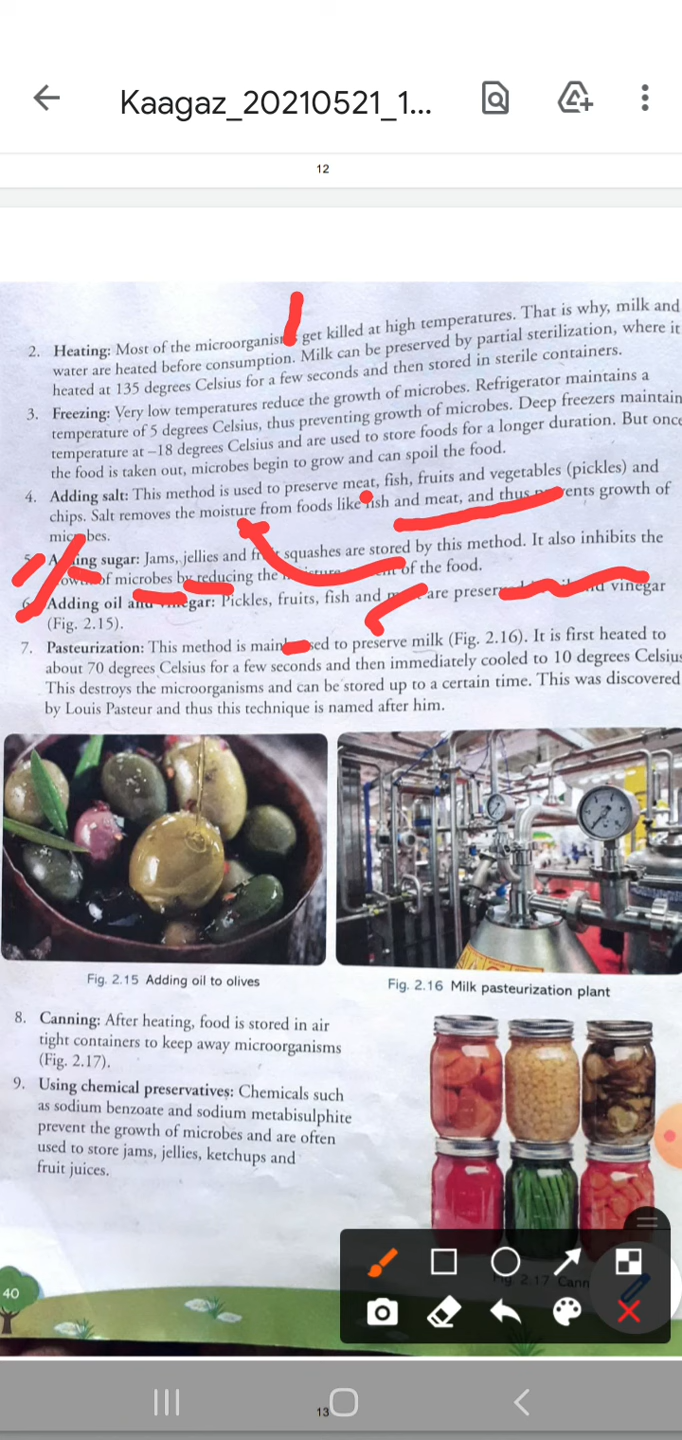 Kaagaz_20210521_1...
12
2. Heating: Most of the microorganis get killed at high temperatures. That is why, milk and
water are heated before consumption. Milk can be preserved by partial sterilization, where it
heated at 135 degrees Celsius for a few seconds and then stored in sterile containers.
3. Freezing: Very low temperatures reduce the growth of microbes. Refrigerator maintains a
temperature of 5 degrees Celsius, thus preventing growth of microbes. Deep freezers maintain
temperature at –18 degrees Celsius and are used to store foods for a longer duration. But once
the food is taken out, microbes begin to grow and can spoil the food.
4. Adding salt: This method is used to preserve meat, fish, fruits and vegetables (pickles) and
chips. Salt removes the moisture from foods like fish and meat, and thus growth of
microbes.
sugar: Jams, jellies and squashes are stored by this method. It also inhibits the
of microbes by reducing the of the food.
Adding oil and vinegar: Pickles, fruits, fish and are vinegar
(Fig. 2.15).
7. Pasteurization: This method is to preserve milk (Fig. 2.16). It is first heated to
about 70 degrees Celsius for a few seconds and then immediately cooled to 10 degrees Celsius
This destroys the microorganisms and can be stored up to a certain time. This was discovered
by Louis Pasteur and thus this technique is named after him.
Fig. 2.15 Adding oil to olives
Fig. 2.16 Milk pasteurization plant
8. Canning: After heating, food is stored in air
tight containers to keep away microorganisms
(Fig. 2.17).
9. Using chemical preservatives: Chemicals such
as sodium benzoate and sodium metabisulphite
prevent the growth of microbes and are often
used to store jams, jellies, ketchups and
fruit juices.
Fig. 2.17 Cann
40
13